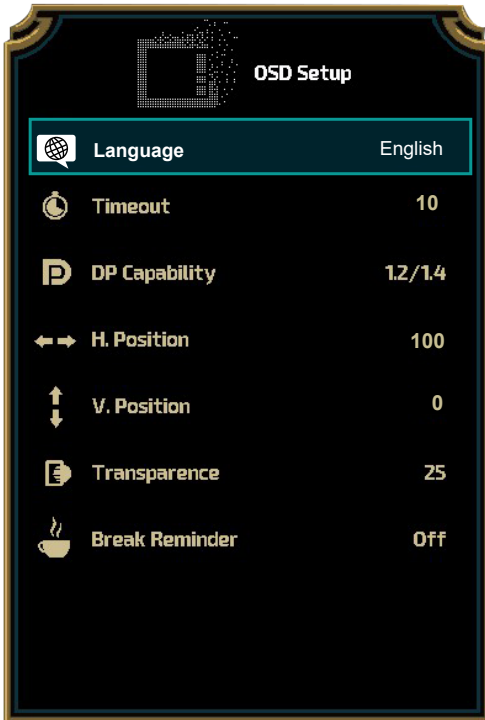 OSD Setup
Language English
Timeout 10
DP Capability 1.2/1.4
H. Position 100
V. Position 0
Transparence 25
Break Reminder Off